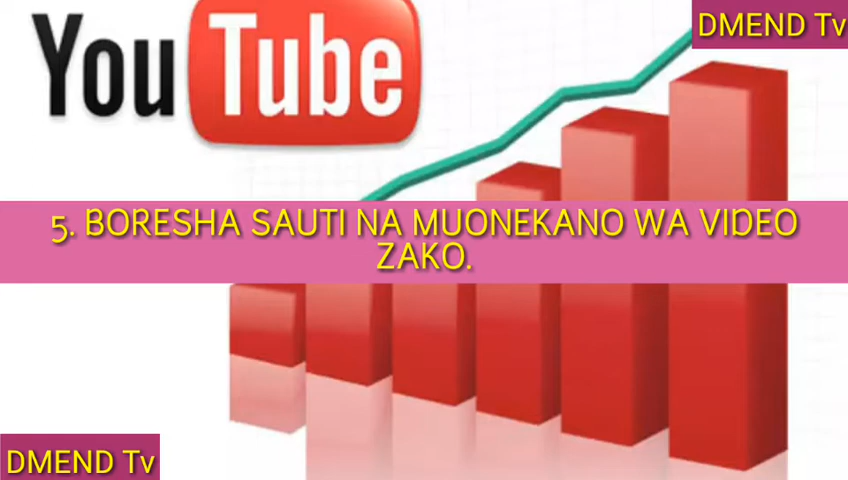 YouTube
DMEND Tv
5. BORESHA SAUTI NA MUONEKANO WA VIDEO
ZAKO.
DMEND Tv